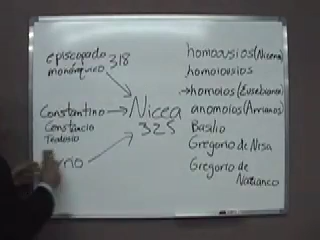 episcopado
monárquico 318
Constantino
Constancio
Teodosio
Nicea
325
homoousios (Nicena)
homoiousios
homoios (Eusebianos)
anomoios (Arrianos)
Basilio
Gregorio de Nisa
Gregorio de
Nacianco